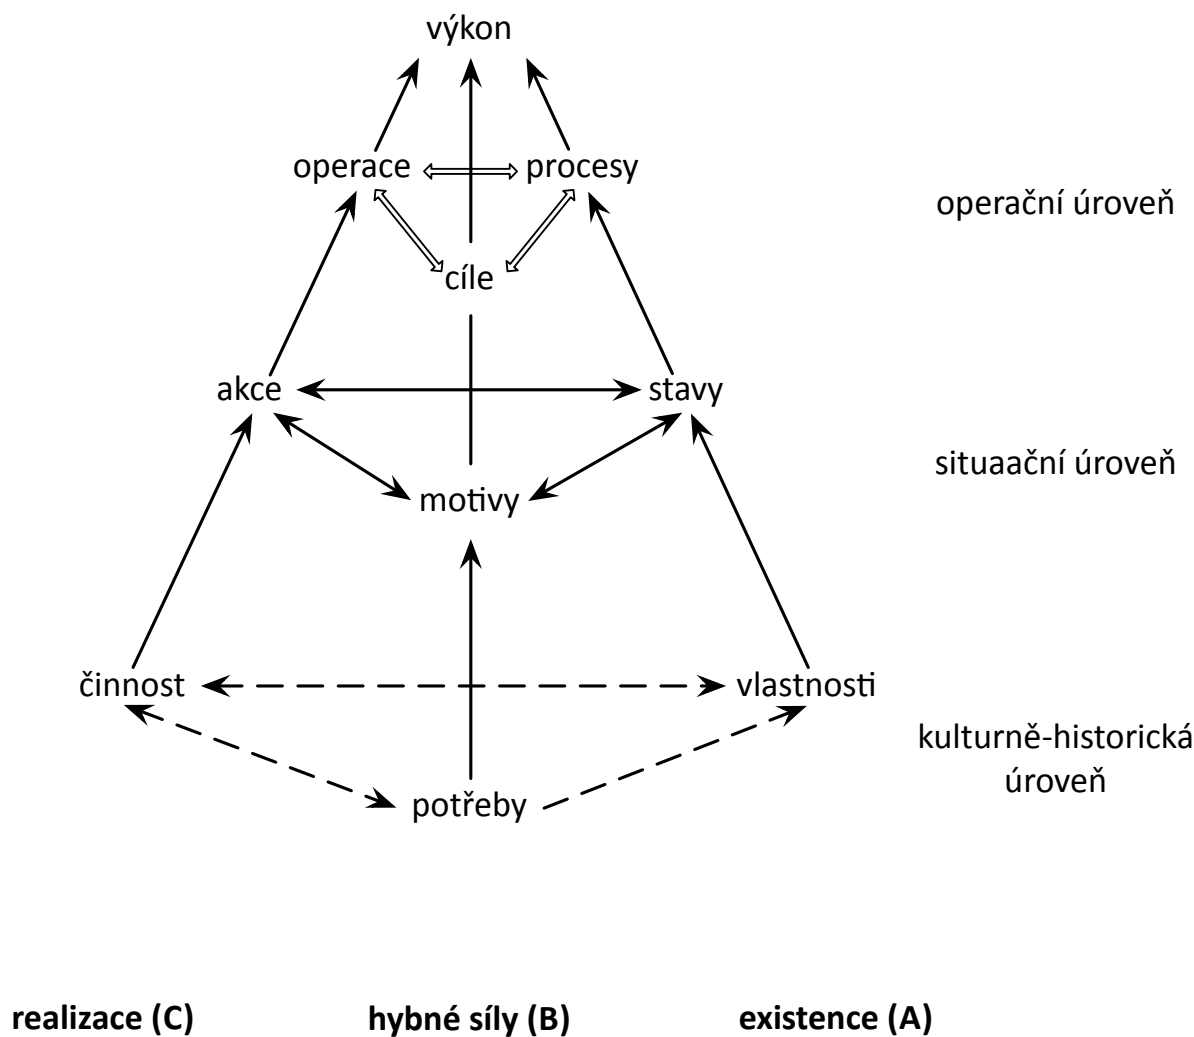 výkon
operace
procesy
operační úroveň
cíle
akce
stavy
situaační úroveň
motivy
činnost
vlastnosti
kulturně-historická
úroveň
potřeby
realizace (C)
hybné síly (B)
existence (A)